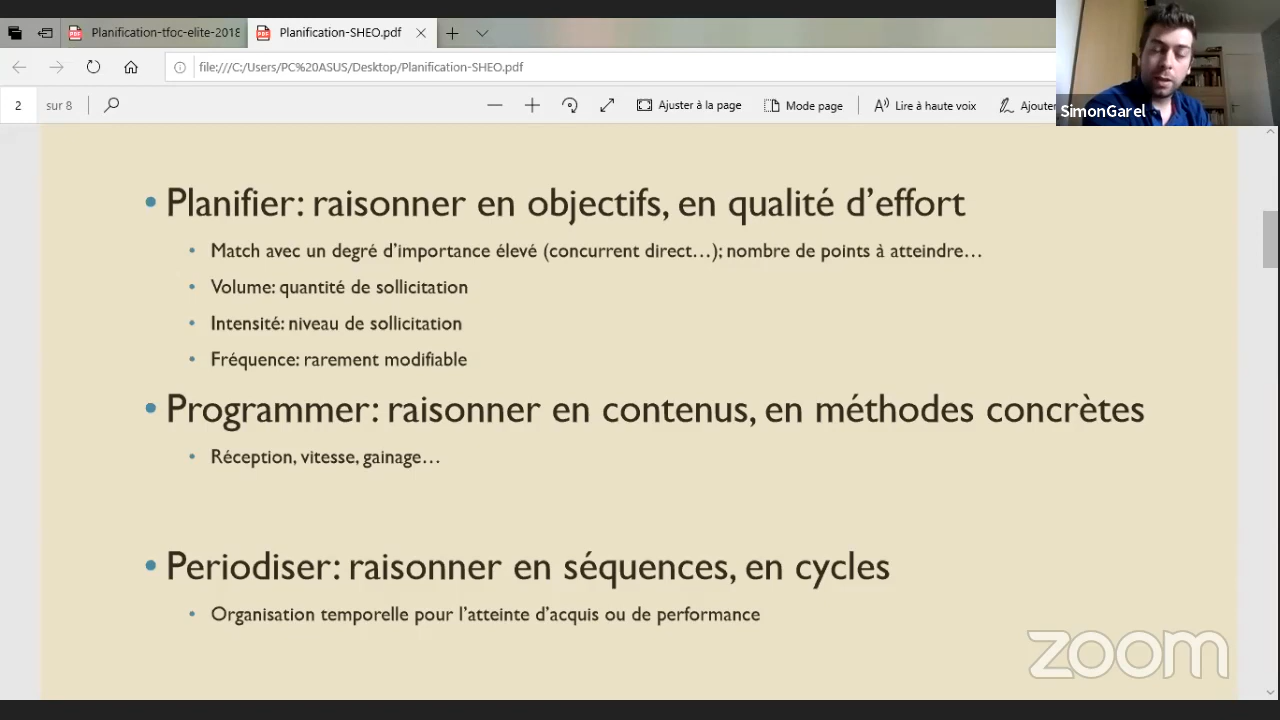 Planification-tfoc-elite-2018
Planification-SHEO.pdf
file:///C:/Users/PC%20ASUS/Desktop/Planification-SHEO.pdf
2 sur 8
Ajuster à la page
Mode page
Lire à haute voix
Ajouter
SimonGarel
• Planifier: raisonner en objectifs, en qualité d’effort
• Match avec un degré d’importance élevé (concurrent direct…); nombre de points à atteindre…
• Volume: quantité de sollicitation
• Intensité: niveau de sollicitation
• Fréquence: rarement modifiable
• Programmer: raisonner en contenus, en méthodes concrètes
• Réception, vitesse, gainage…
• Periodiser: raisonner en séquences, en cycles
• Organisation temporelle pour l’atteinte d’acquis ou de performance
zoom